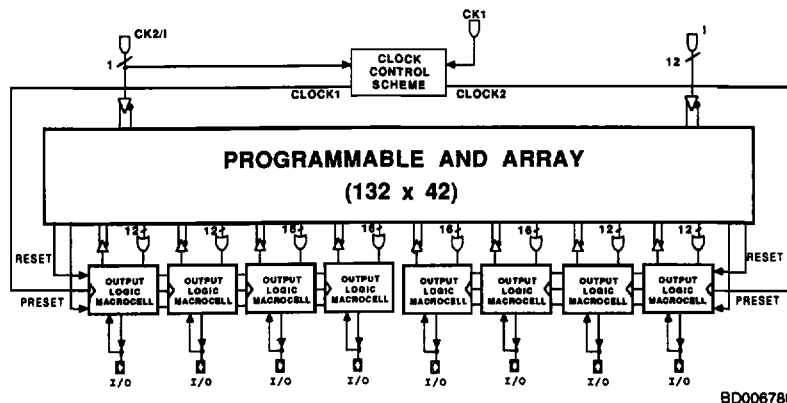 CK2/I
CK1
I
1
12
CLOCK
CONTROL
SCHEME
CLOCK1
CLOCK2
PROGRAMMABLE AND ARRAY
(132 x 42)
12 12 16 16 16 16 12 12
RESET
RESET
OUTPUT LOGIC MACROCELL
OUTPUT LOGIC MACROCELL
OUTPUT LOGIC MACROCELL
OUTPUT LOGIC MACROCELL
OUTPUT LOGIC MACROCELL
OUTPUT LOGIC MACROCELL
OUTPUT LOGIC MACROCELL
OUTPUT LOGIC MACROCELL
PRESET
PRESET
I/O I/O I/O I/O I/O I/O I/O I/O